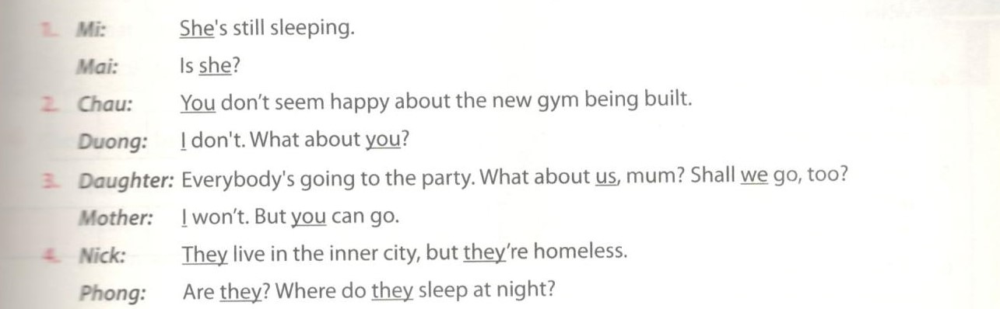 1. Mi: She's still sleeping.
Mai: Is she?
2. Chau: You don't seem happy about the new gym being built.
Duong: I don't. What about you?
3. Daughter: Everybody's going to the party. What about us, mum? Shall we go, too?
Mother: I won't. But you can go.
4. Nick: They live in the inner city, but they're homeless.
Phong: Are they? Where do they sleep at night?